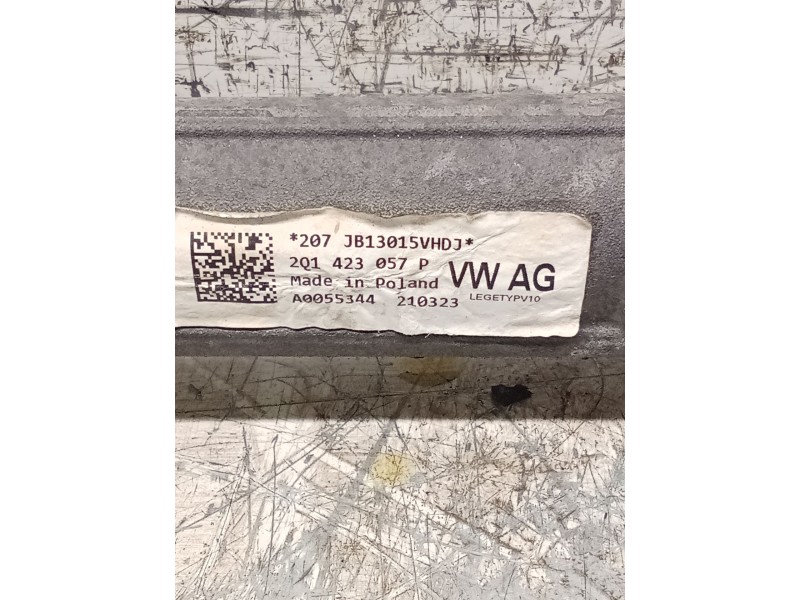 *207 JB13015VHDJ*
2Q1 423 057 P
Made in Poland
A0055344 210323
VW AG
LEGETYPV10